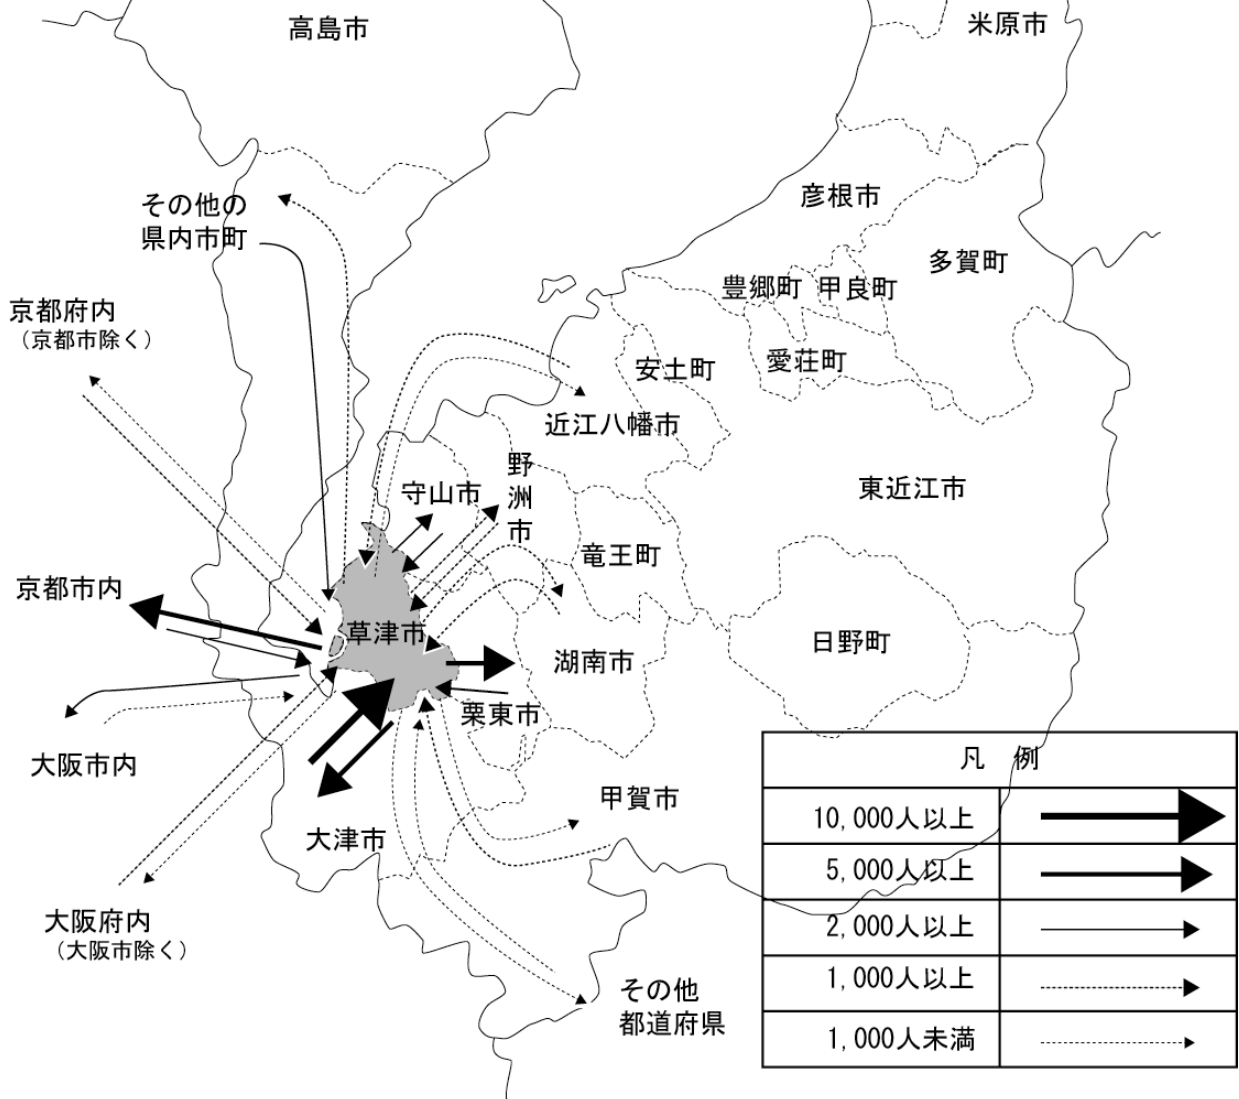 高島市
米原市
彦根市
その他の
県内市町
多賀町
豊郷町
甲良町
京都府内
（京都市除く）
愛荘町
安土町
近江八幡市
野洲市
守山市
東近江市
竜王町
京都市内
草津市
日野町
湖南市
栗東市
大阪市内
甲賀市
大津市
大阪府内
（大阪市除く）
その他
都道府県
凡 例
10,000人以上
5,000人以上
2,000人以上
1,000人以上
1,000人未満